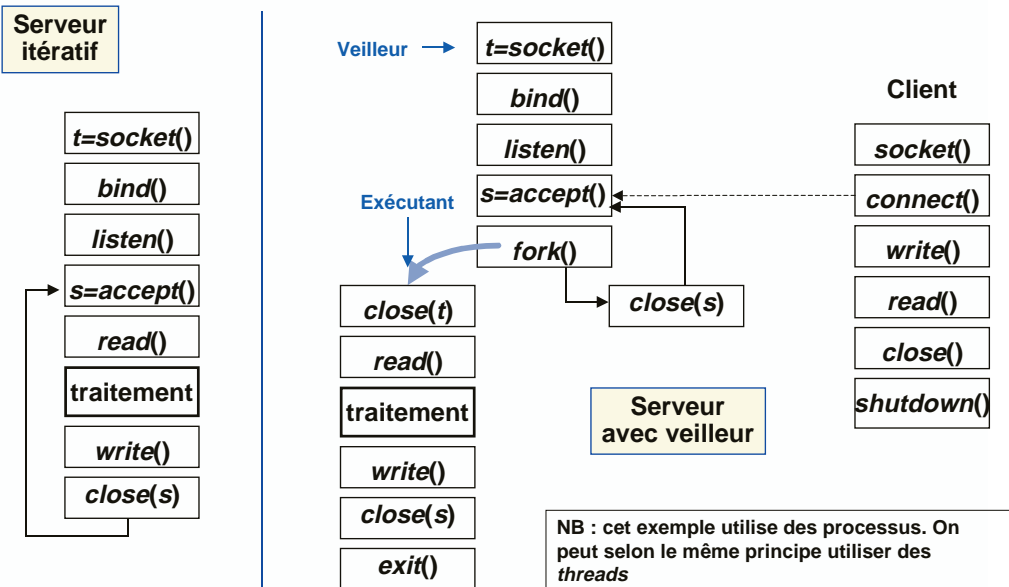 Serveur
itératif
t=socket()
bind()
listen()
s=accept()
read()
traitement
write()
close(s)
Veilleur
t=socket()
bind()
listen()
s=accept()
fork()
Exécutant
close(t)
read()
traitement
write()
close(s)
exit()
close(s)
Serveur
avec veilleur
Client
socket()
connect()
write()
read()
close()
shutdown()
NB : cet exemple utilise des processus. On
peut selon le même principe utiliser des
threads